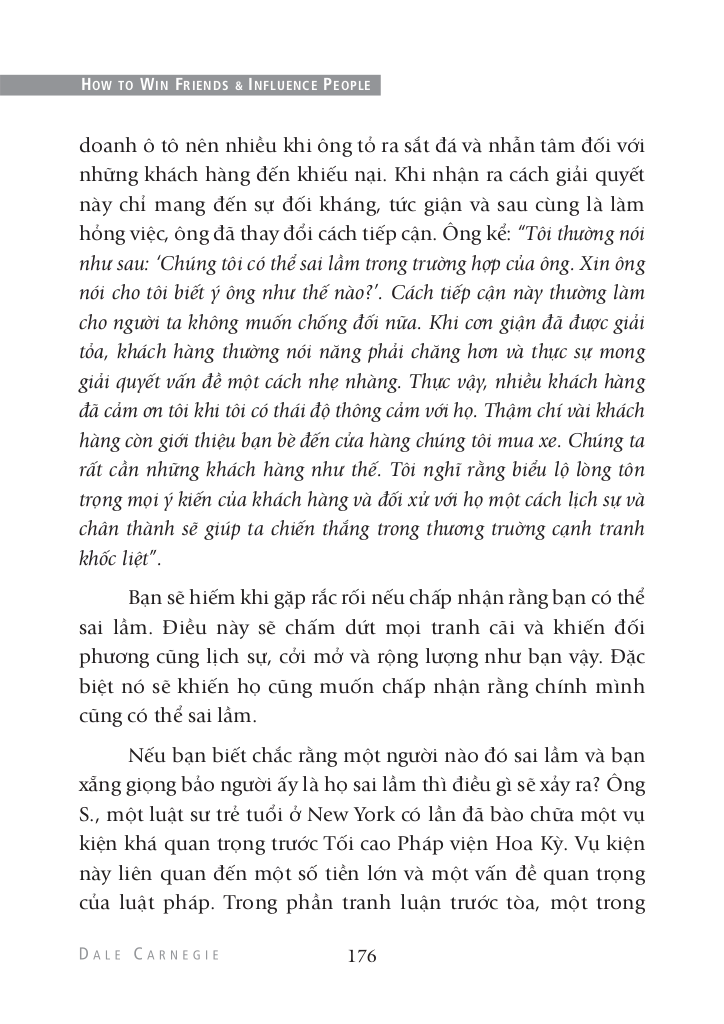 HOW TO WIN FRIENDS & INFLUENCE PEOPLE
doanh ô tô nên nhiều khi ông tỏ ra sắt đá và nhẫn tâm đối với
những khách hàng đến khiếu nại. Khi nhận ra cách giải quyết
này chỉ mang đến sự đối kháng, tức giận và sau cùng là làm
hỏng việc, ông đã thay đổi cách tiếp cận. Ông kể: “Tôi thường nói
như sau: ‘Chúng tôi có thể sai lầm trong trường hợp của ông. Xin ông
nói cho tôi biết ý ông như thế nào?’. Cách tiếp cận này thường làm
cho người ta không muốn chống đối nữa. Khi cơn giận đã được giải
tỏa, khách hàng thường nói năng phải chăng hơn và thực sự mong
giải quyết vấn đề một cách nhẹ nhàng. Thực vậy, nhiều khách hàng
đã cảm ơn tôi khi tôi có thái độ thông cảm với họ. Thậm chí vài khách
hàng còn giới thiệu bạn bè đến cửa hàng chúng tôi mua xe. Chúng ta
rất cần những khách hàng như thế. Tôi nghĩ rằng biểu lộ lòng tôn
trọng mọi ý kiến của khách hàng và đối xử với họ một cách lịch sự và
chân thành sẽ giúp ta chiến thắng trong thương truờng cạnh tranh
khốc liệt”.
Bạn sẽ hiếm khi gặp rắc rối nếu chấp nhận rằng bạn có thể
sai lầm. Điều này sẽ chấm dứt mọi tranh cãi và khiến đối
phương cũng lịch sự, cởi mở và rộng lượng như bạn vậy. Đặc
biệt nó sẽ khiến họ cũng muốn chấp nhận rằng chính mình
cũng có thể sai lầm.
Nếu bạn biết chắc rằng một người nào đó sai lầm và bạn
xẵng giọng bảo người ấy là họ sai lầm thì điều gì sẽ xảy ra? Ông
S., một luật sư trẻ tuổi ở New York có lần đã bào chữa một vụ
kiện khá quan trọng trước Tối cao Pháp viện Hoa Kỳ. Vụ kiện
này liên quan đến một số tiền lớn và một vấn đề quan trọng
của luật pháp. Trong phần tranh luận trước tòa, một trong
DALE CARNEGIE
176